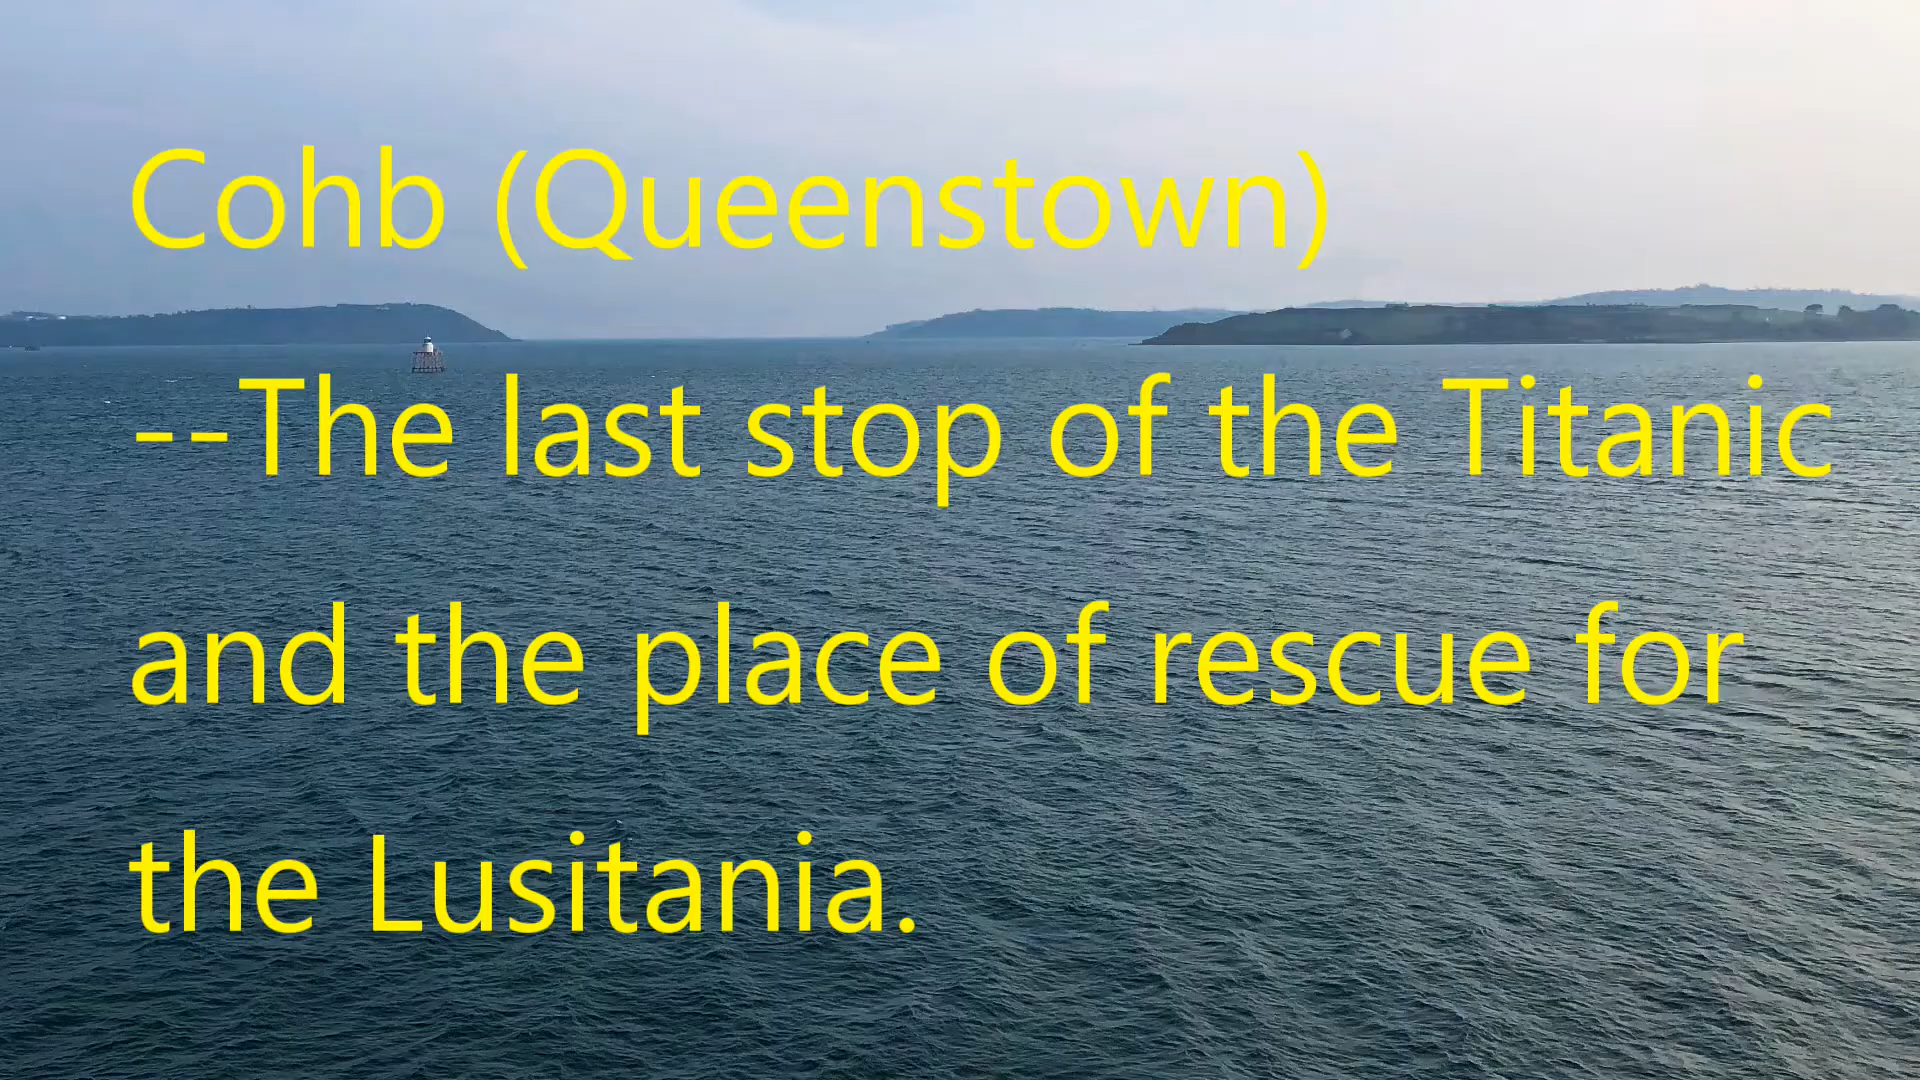 Cohb (Queenstown)
--The last stop of the Titanic
and the place of rescue for
the Lusitania.